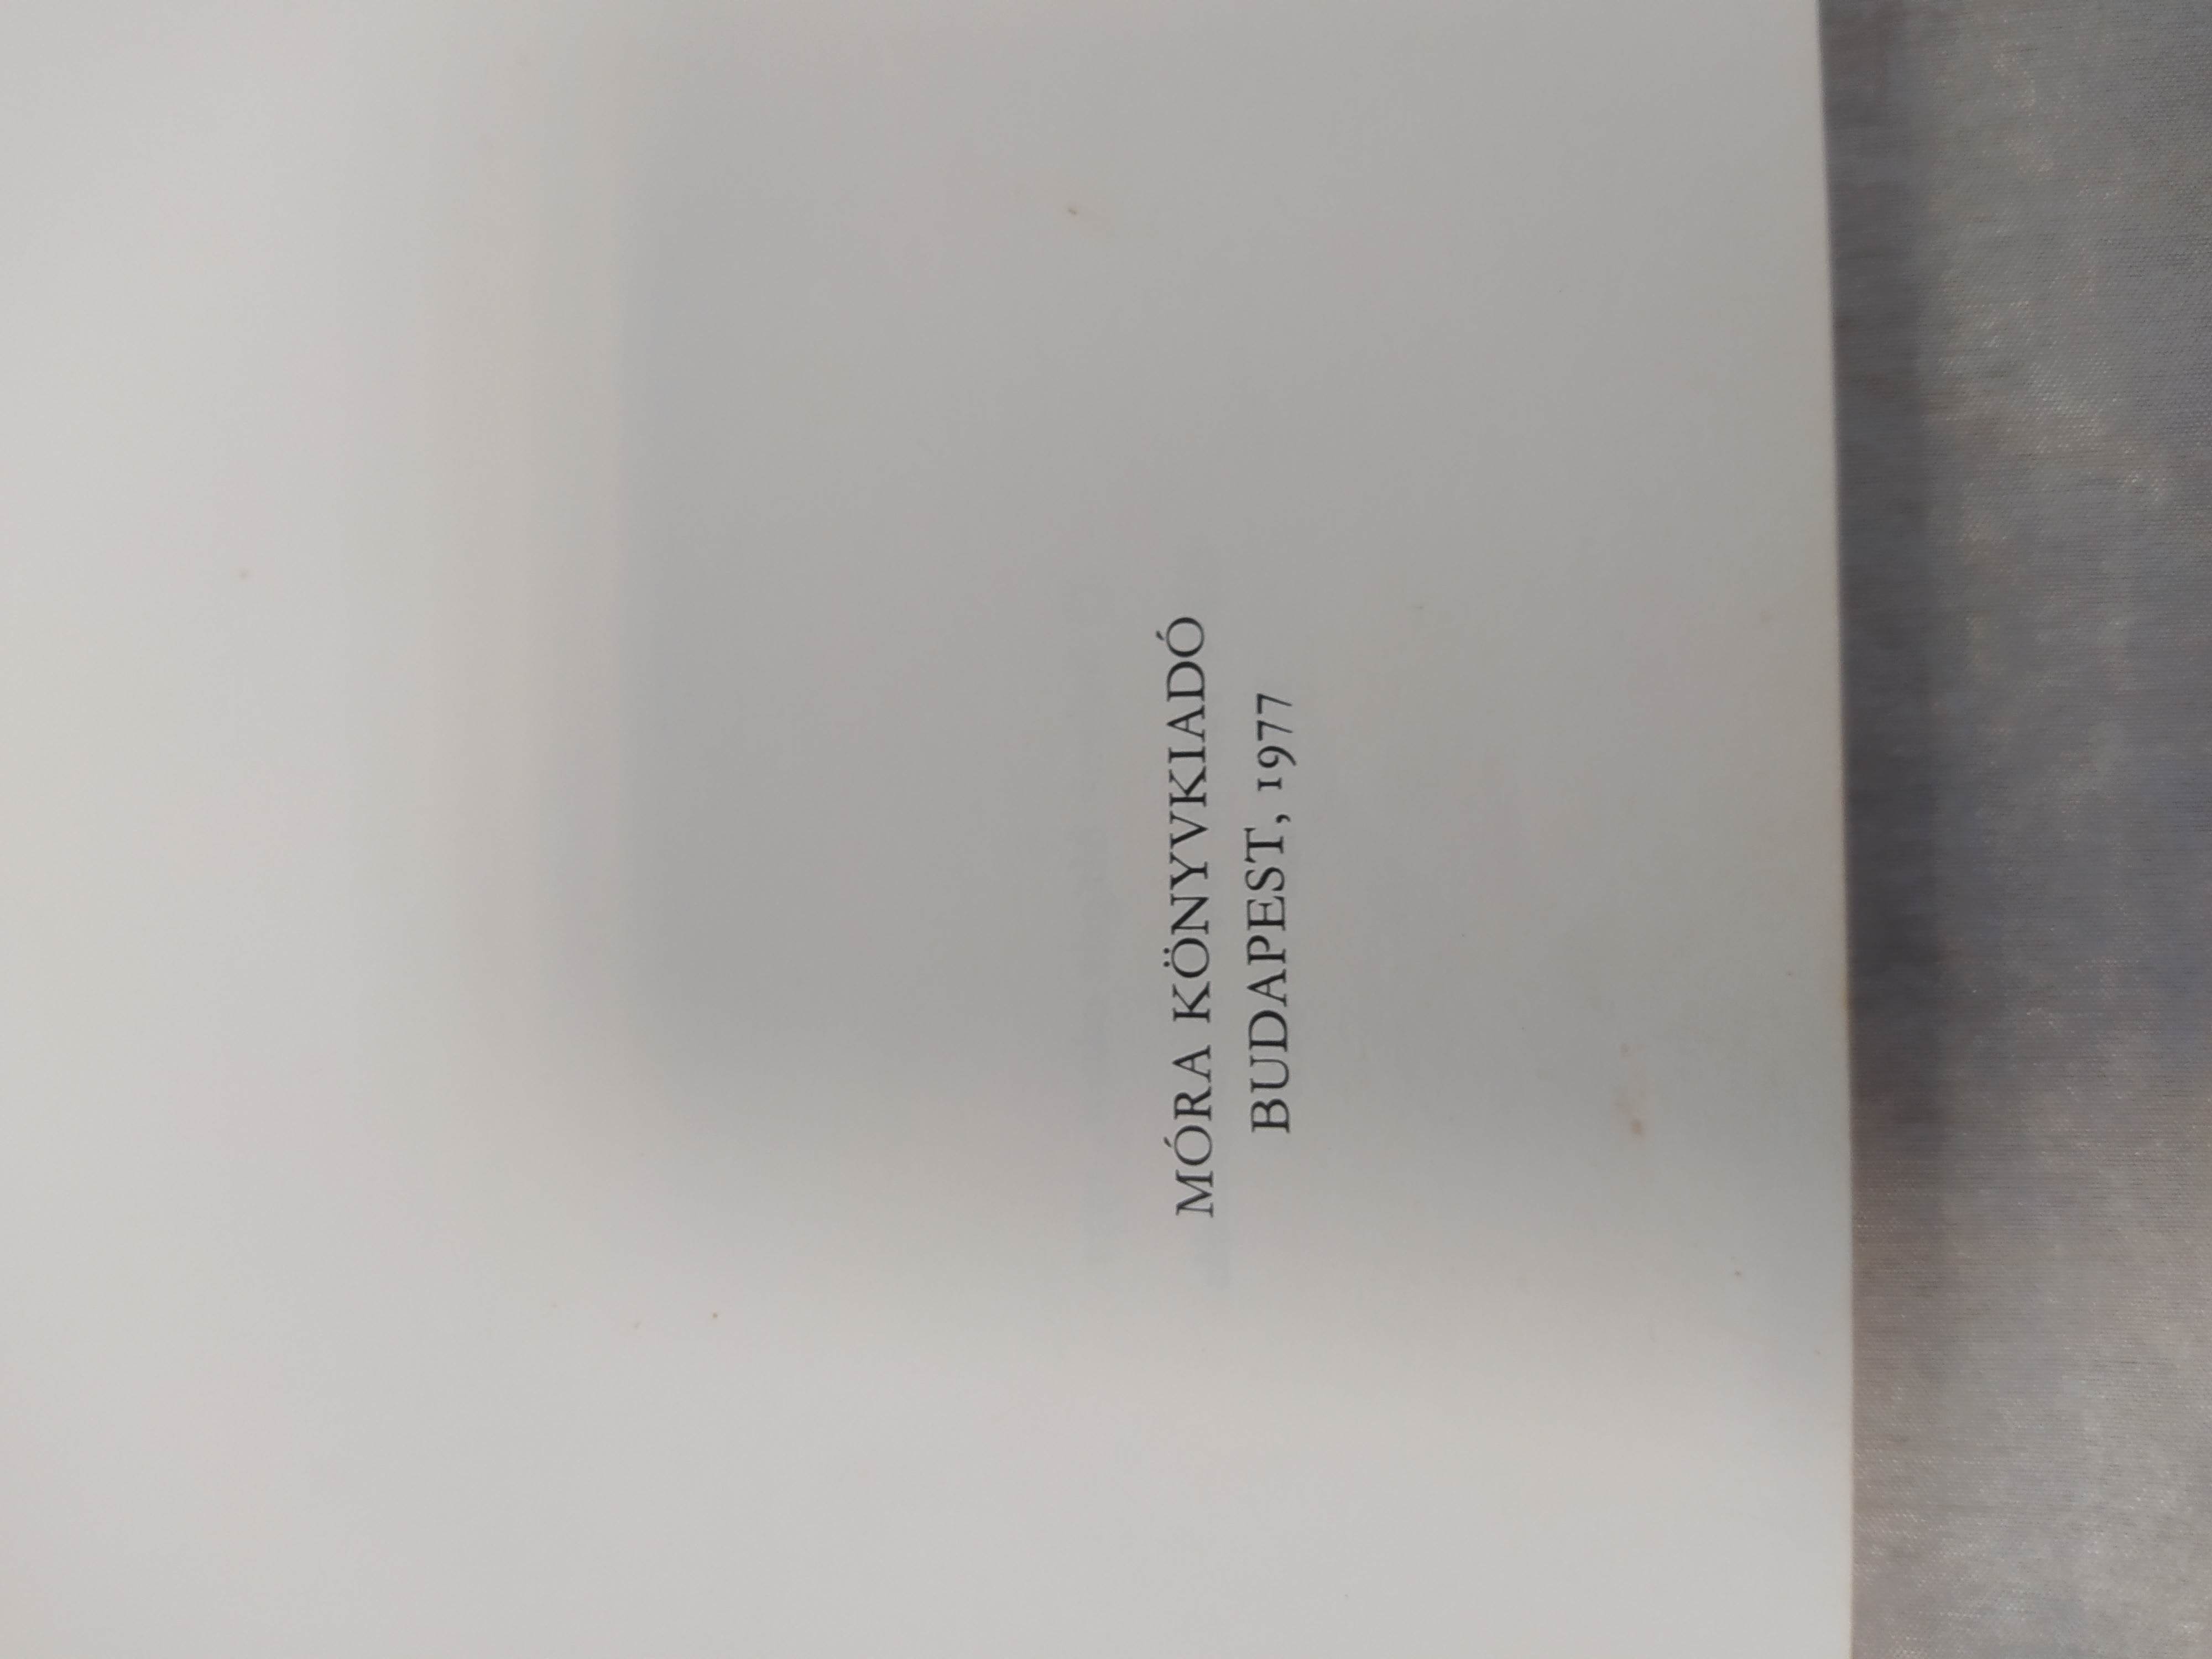 MÓRA KÖNYVKIADÓ
BUDAPEST, 1977